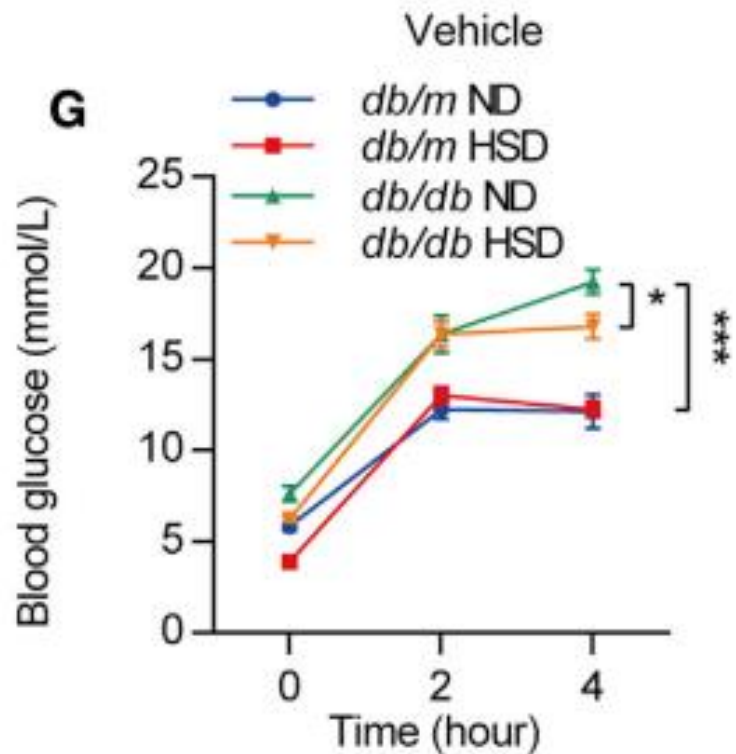 Vehicle
G
db/m ND
db/m HSD
db/db ND
db/db HSD
Blood glucose (mmol/L)
25
20
15
10
5
0
*
***
0 2 4
Time (hour)